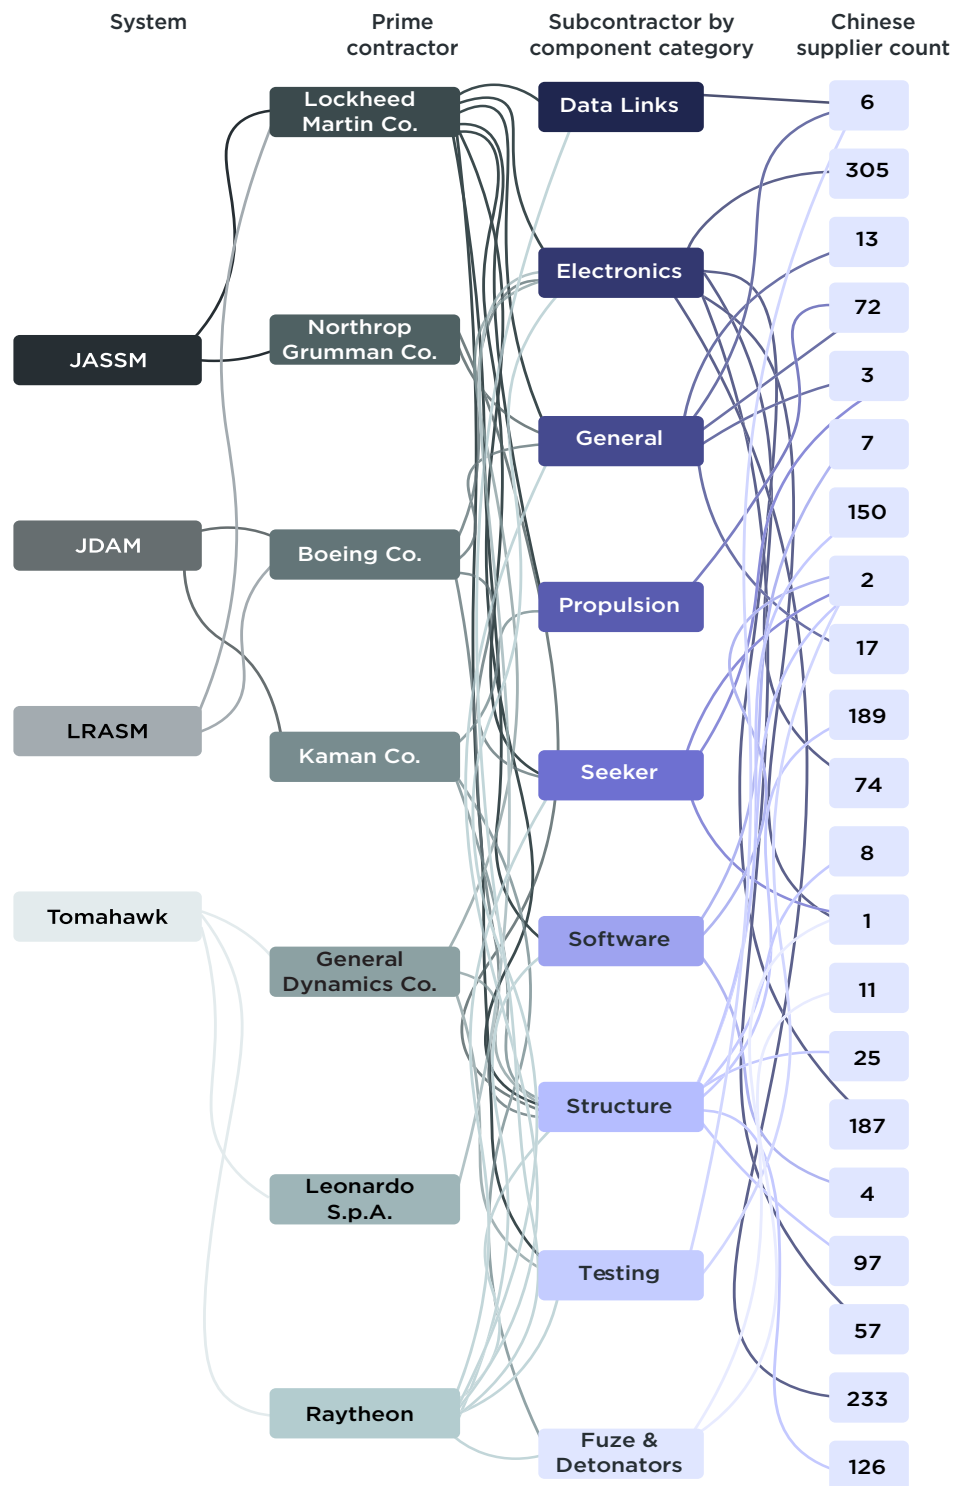 System
Prime
contractor
Subcontractor by
component category
Chinese
supplier count
JASSM
JDAM
LRASM
Tomahawk
Lockheed
Martin Co.
Northrop
Grumman Co.
Boeing Co.
Kaman Co.
General
Dynamics Co.
Leonardo
S.p.A.
Raytheon
Data Links
Electronics
General
Propulsion
Seeker
Software
Structure
Testing
Fuze &
Detonators
6
305
13
72
3
7
150
2
17
189
74
8
1
11
25
187
4
97
57
233
126